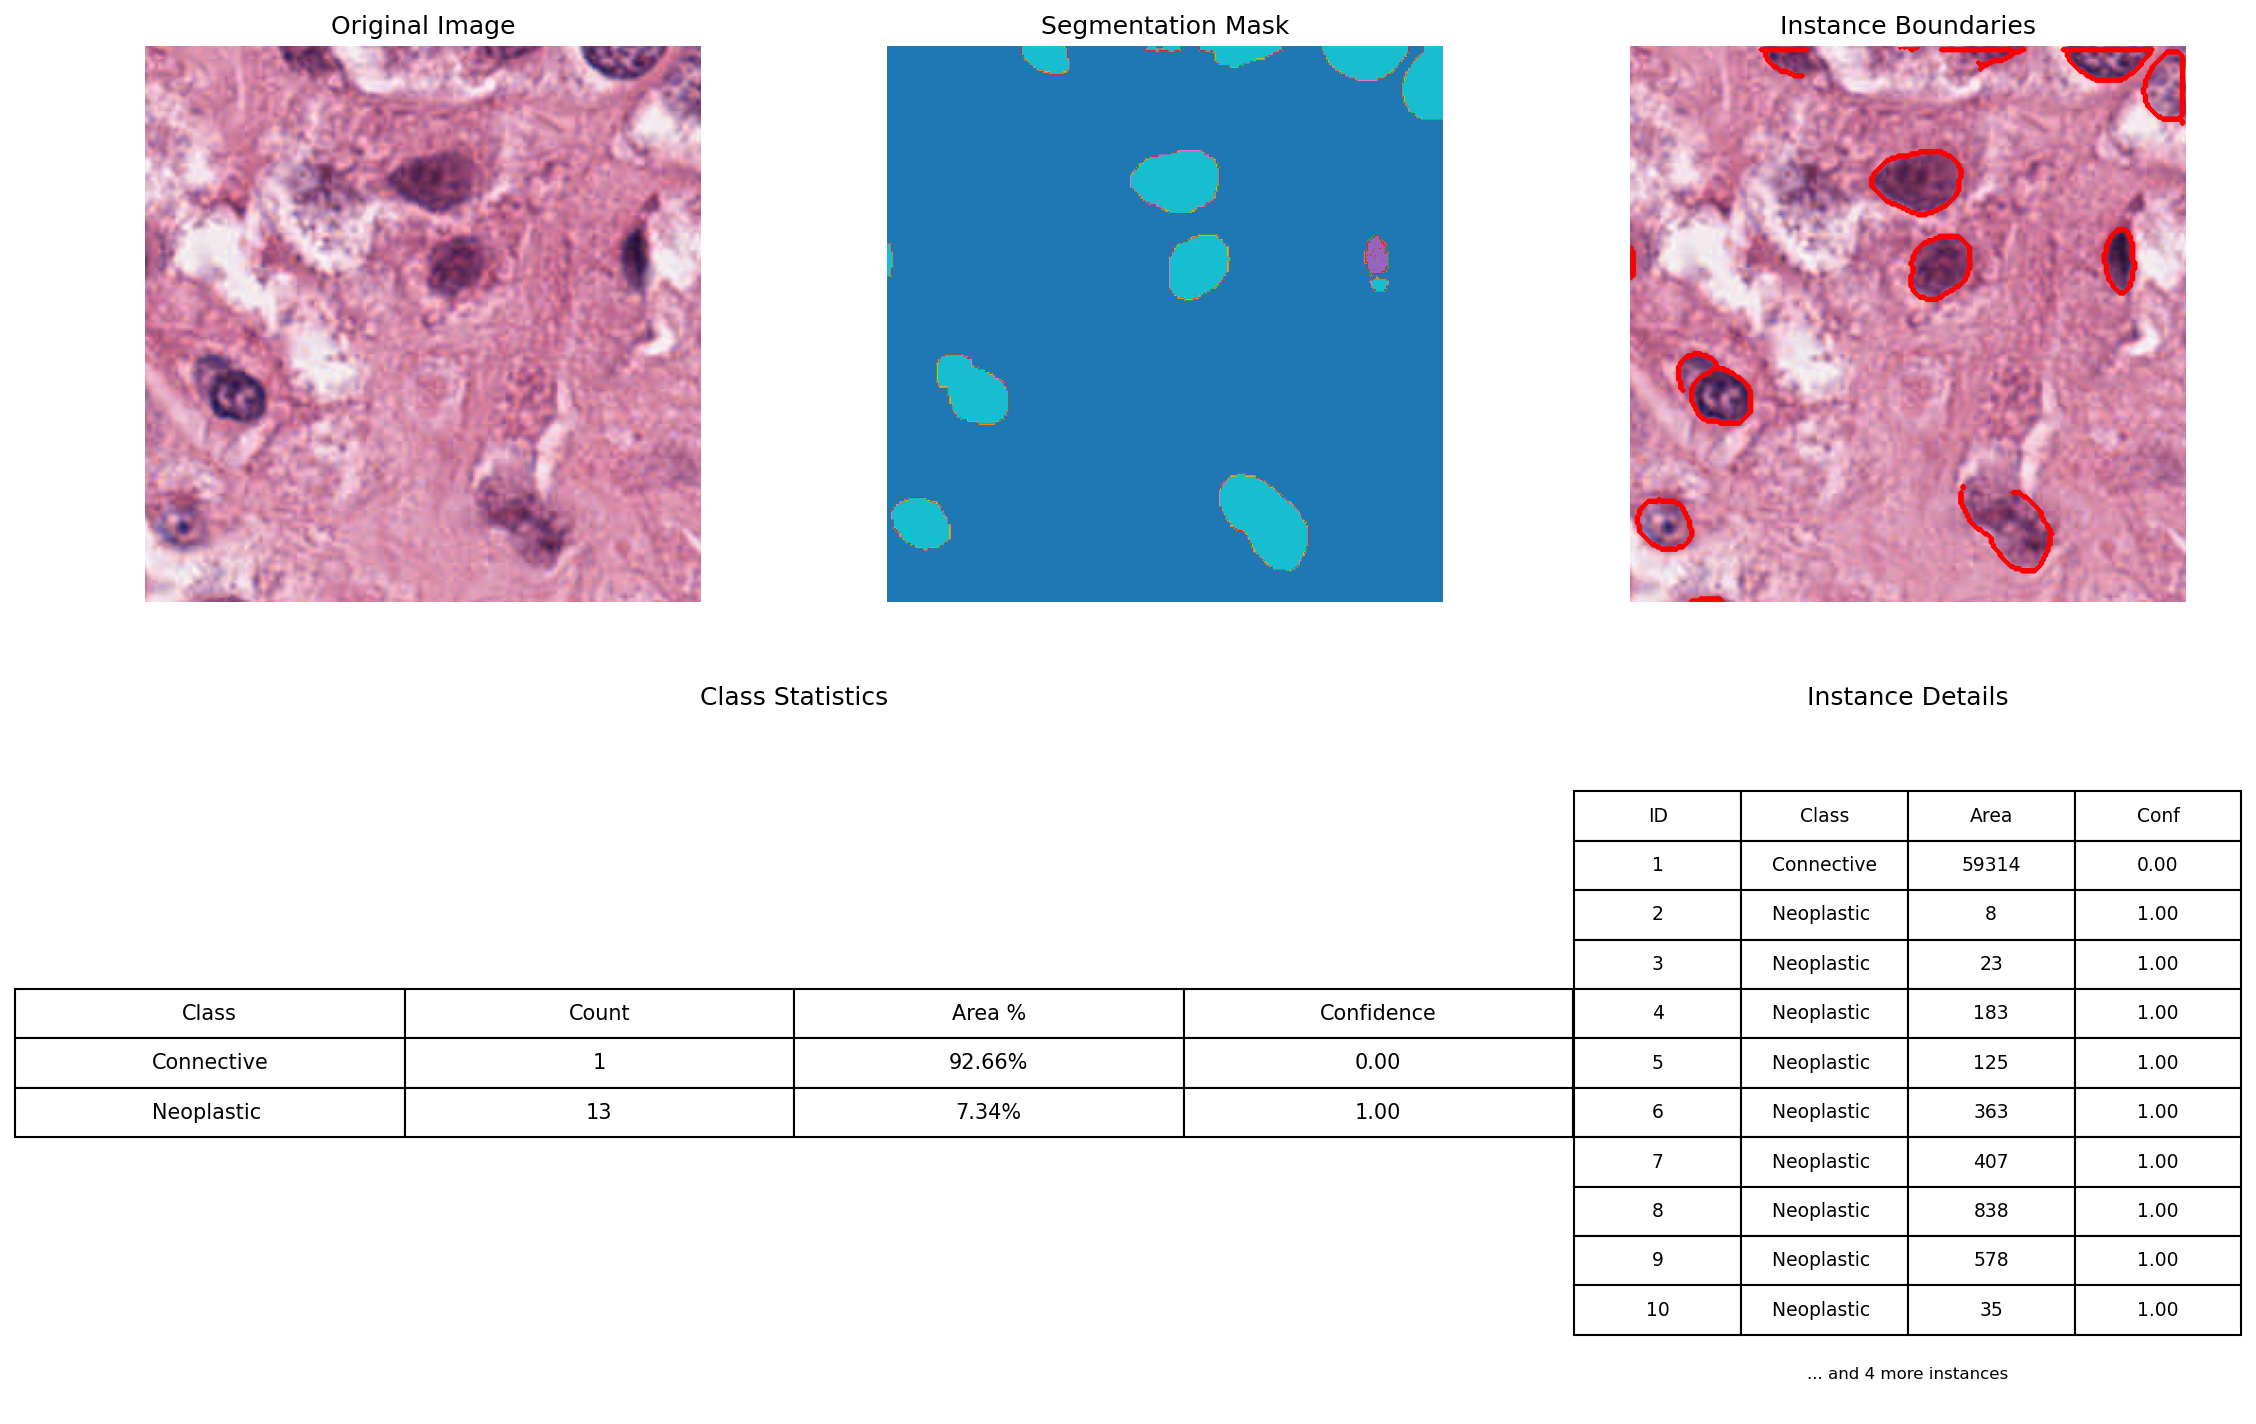 Original Image
Segmentation Mask
Instance Boundaries
Class Statistics
Class Count Area % Confidence
Connective 1 92.66% 0.00
Neoplastic 13 7.34% 1.00
Instance Details
ID Class Area Conf
1 Connective 59314 0.00
2 Neoplastic 8 1.00
3 Neoplastic 23 1.00
4 Neoplastic 183 1.00
5 Neoplastic 125 1.00
6 Neoplastic 363 1.00
7 Neoplastic 407 1.00
8 Neoplastic 838 1.00
9 Neoplastic 578 1.00
10 Neoplastic 35 1.00
... and 4 more instances